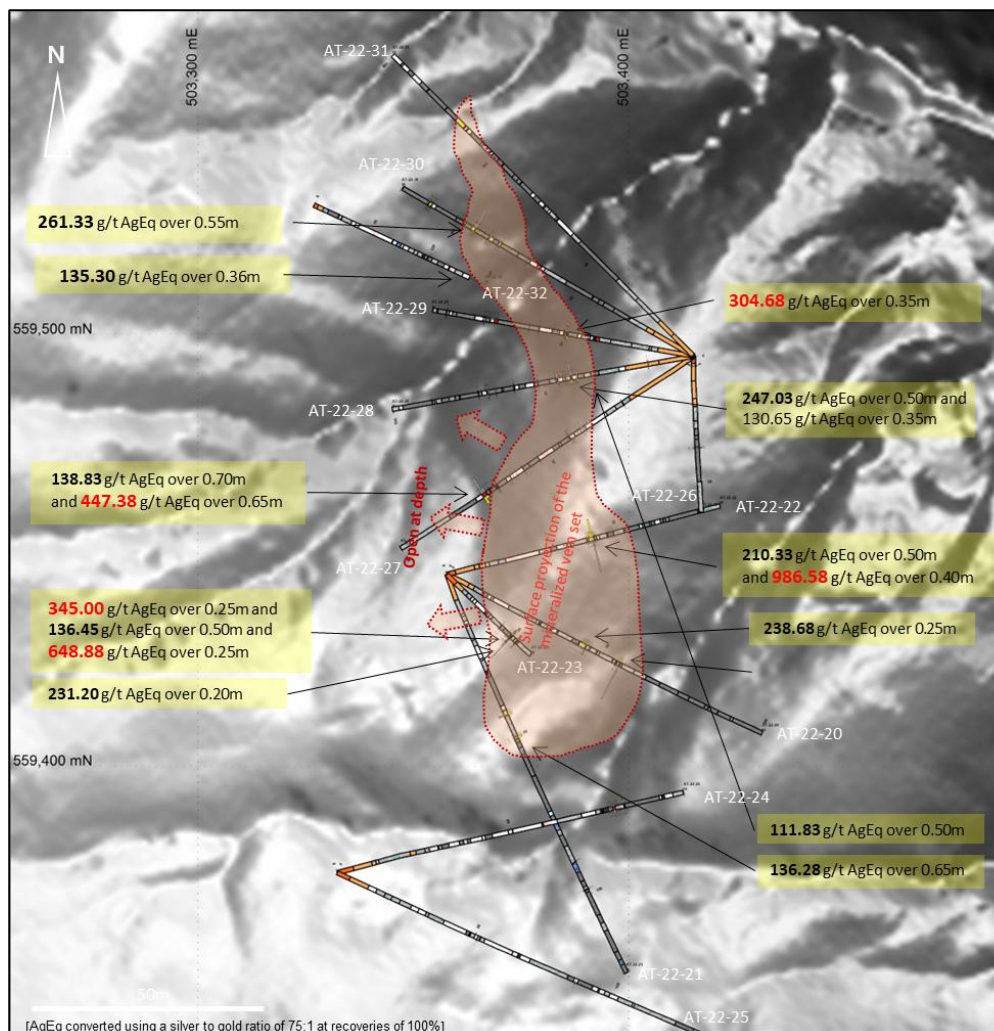 AT-22-31
N
503,300 mE
503,400 mE
AT-22-30
261.33 g/t AgEq over 0.55m
135.30 g/t AgEq over 0.36m
AT-22-32
AT-22-29
304.68 g/t AgEq over 0.35m
559,500 mN
247.03 g/t AgEq over 0.50m and
130.65 g/t AgEq over 0.35m
AT-22-28
138.83 g/t AgEq over 0.70m
and 447.38 g/t AgEq over 0.65m
Open at depth
AT-22-26
AT-22-22
AT-22-27
210.33 g/t AgEq over 0.50m
and 986.58 g/t AgEq over 0.40m
Surface proyection of the
mineralized vein set
345.00 g/t AgEq over 0.25m and
136.45 g/t AgEq over 0.50m and
648.88 g/t AgEq over 0.25m
238.68 g/t AgEq over 0.25m
AT-22-23
231.20 g/t AgEq over 0.20m
AT-22-20
559,400 mN
AT-22-24
111.83 g/t AgEq over 0.50m
136.28 g/t AgEq over 0.65m
AT-22-21
50m
AT-22-25
[AgEq converted using a silver to gold ratio of 75:1 at recoveries of 100%]